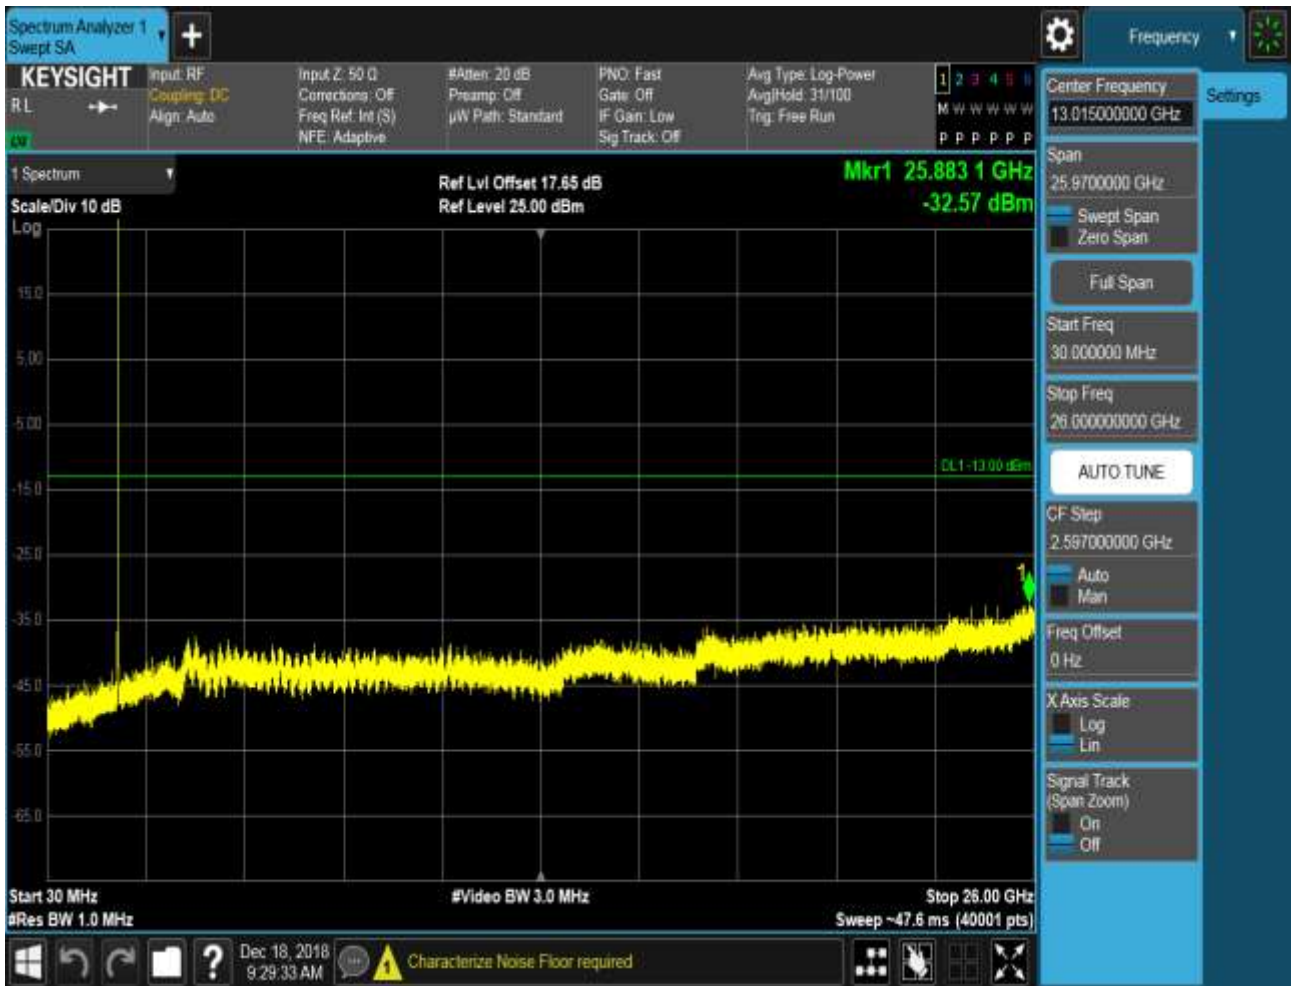 Spectrum Analyzer 1
Swept SA
+
Frequency
KEYSIGHT
R L
Input: RF
Coupling: DC
Align: Auto
Input Z: 50 Ω
Corrections: Off
Freq Ref: Int (S)
NFE: Adaptive
#Atten: 20 dB
Preamp: Off
µW Path: Standard
PNO: Fast
Gate: Off
IF Gain: Low
Sig Track: Off
Avg Type: Log-Power
Avg|Hold: 31/100
Trig: Free Run
1 2 3 4 5 6
M W W W W W
P P P P P P
1 Spectrum
Scale/Div 10 dB
Log
Ref Lvl Offset 17.65 dB
Ref Level 25.00 dBm
Mkr1 25.883 1 GHz
-32.57 dBm
15.0
5.00
-5.00
DL1 -13.00 dBm
-15.0
-25.0
1
-35.0
-45.0
-55.0
-65.0
Start 30 MHz
#Res BW 1.0 MHz
#Video BW 3.0 MHz
Stop 26.00 GHz
Sweep ~47.6 ms (40001 pts)
Center Frequency
13.015000000 GHz
Settings
Span
25.9700000 GHz
Swept Span
Zero Span
Full Span
Start Freq
30.000000 MHz
Stop Freq
26.000000000 GHz
AUTO TUNE
CF Step
2.597000000 GHz
Auto
Man
Freq Offset
0 Hz
X Axis Scale
Log
Lin
Signal Track
(Span Zoom)
On
Off
?
Dec 18, 2018
9:29:33 AM
1
Characterize Noise Floor required